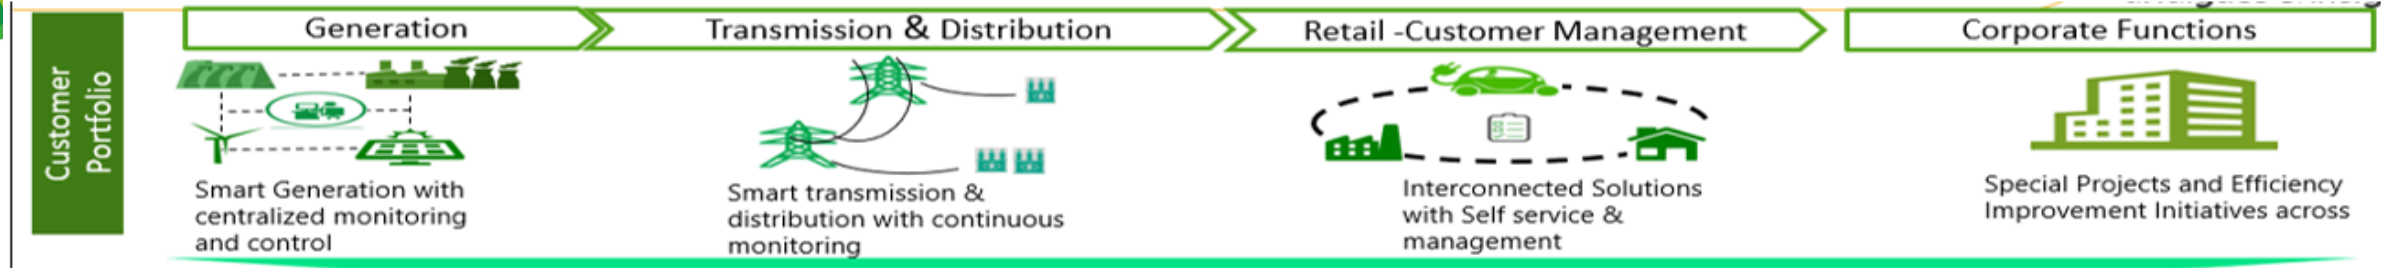 Customer
Portfolio
Generation
Transmission & Distribution
Retail -Customer Management
Corporate Functions
Smart Generation with
centralized monitoring
and control
Smart transmission &
distribution with continuous
monitoring
Interconnected Solutions
with Self service &
management
Special Projects and Efficiency
Improvement Initiatives across